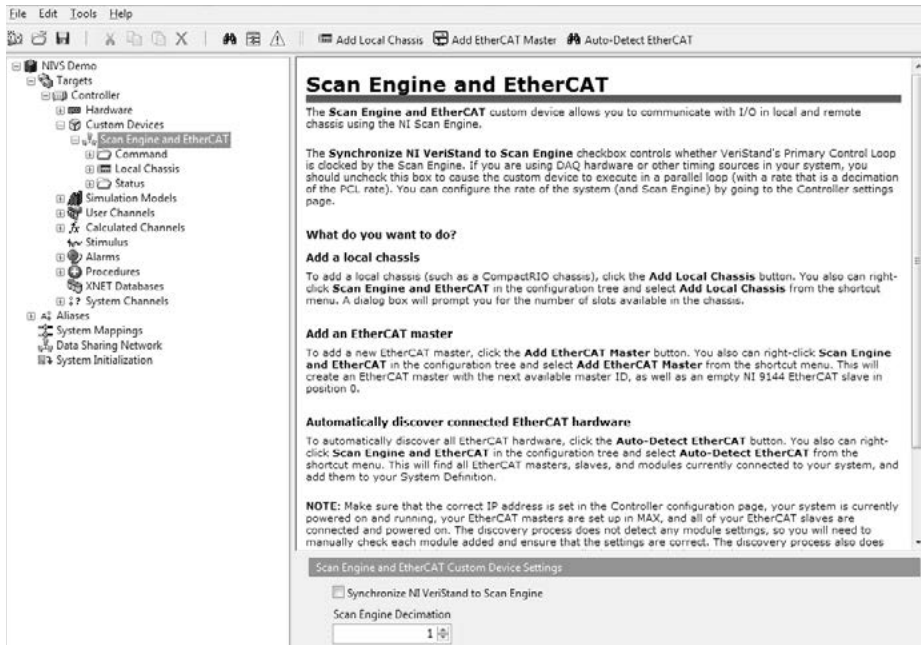 File Edit Tools Help
Add Local Chassis Add EtherCAT Master Auto-Detect EtherCAT
NIVS Demo
Targets
Controller
Hardware
Custom Devices
Scan Engine and EtherCAT
Command
Local Chassis
Status
Simulation Models
User Channels
fx Calculated Channels
Stimulus
Alarms
Procedures
XNET Databases
System Channels
Aliases
System Mappings
Data Sharing Network
System Initialization
Scan Engine and EtherCAT
The Scan Engine and EtherCAT custom device allows you to communicate with I/O in local and remote
chassis using the NI Scan Engine.
The Synchronize NI VeriStand to Scan Engine checkbox controls whether VeriStand's Primary Control Loop
is clocked by the Scan Engine. If you are using DAQ hardware or other timing sources in your system, you
should uncheck this box to cause the custom device to execute in a parallel loop (with a rate that is a decimation
of the PCL rate). You can configure the rate of the system (and Scan Engine) by going to the Controller settings
page.
What do you want to do?
Add a local chassis
To add a local chassis (such as a CompactRIO chassis), click the Add Local Chassis button. You also can right-
click Scan Engine and EtherCAT in the configuration tree and select Add Local Chassis from the shortcut
menu. A dialog box will prompt you for the number of slots available in the chassis.
Add an EtherCAT master
To add a new EtherCAT master, click the Add EtherCAT Master button. You also can right-click Scan Engine
and EtherCAT in the configuration tree and select Add EtherCAT Master from the shortcut menu. This will
create an EtherCAT master with the next available master ID, as well as an empty NI 9144 EtherCAT slave in
position 0.
Automatically discover connected EtherCAT hardware
To automatically discover all EtherCAT hardware, click the Auto-Detect EtherCAT button. You also can right-
click Scan Engine and EtherCAT in the configuration tree and select Auto-Detect EtherCAT from the
shortcut menu. This will find all EtherCAT masters, slaves, and modules currently connected to your system, and
add them to your System Definition.
NOTE: Make sure that the correct IP address is set in the Controller configuration page, your system is currently
powered on and running, your EtherCAT masters are set up in MAX, and all of your EtherCAT slaves are
connected and powered on. The discovery process does not detect any module settings, so you will need to
manually check each module added and ensure that the settings are correct. The discovery process also does
Scan Engine and EtherCAT Custom Device Settings
Synchronize NI VeriStand to Scan Engine
Scan Engine Decimation
1